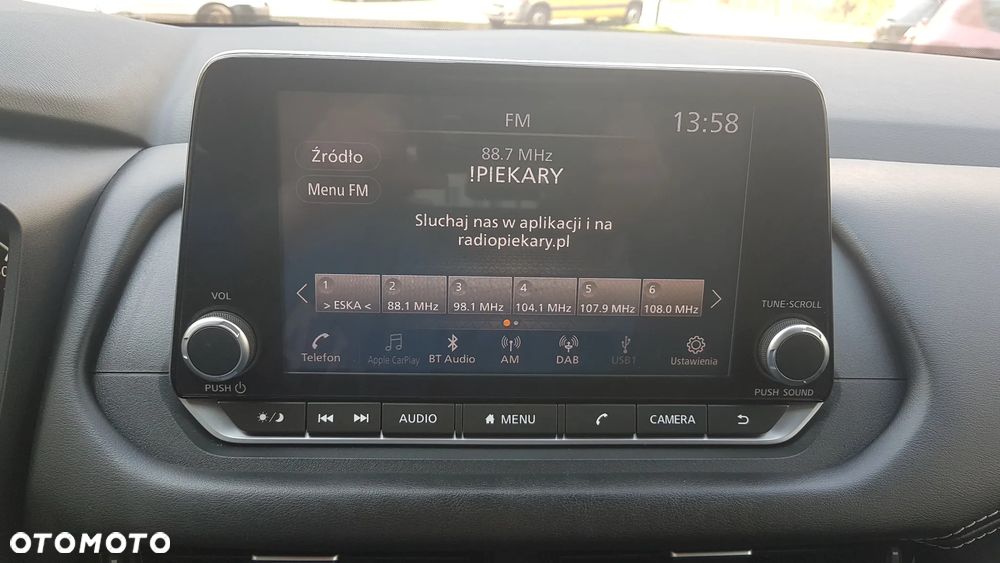 FM
13:58
Źródło
88.7 MHz
!PIEKARY
Menu FM
Sluchaj nas w aplikacji i na
radiopiekary.pl
1
2
3
4
5
6
> ESKA <
88.1 MHz
98.1 MHz
104.1 MHz
107.9 MHz
108.0 MHz
VOL
TUNE·SCROLL
Telefon
Apple CarPlay
BT Audio
AM
DAB
USB1
Ustawienia
PUSH
PUSH SOUND
AUDIO
MENU
CAMERA
OTOMOTO